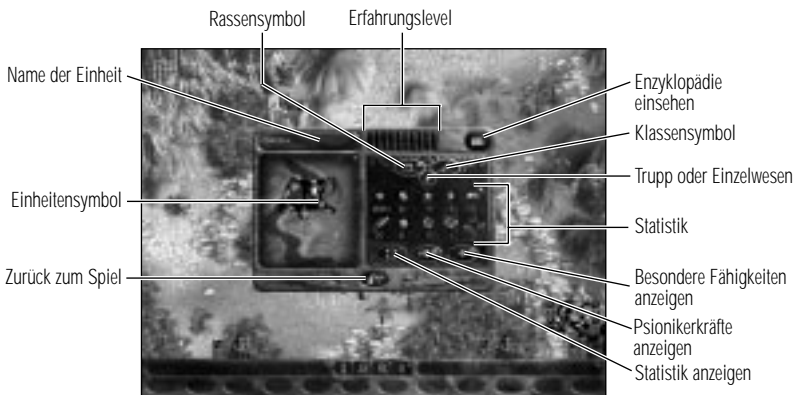 Rassensymbol
Erfahrungslevel
Name der Einheit
Enzyklopädie
einsehen
Klassensymbol
Trupp oder Einzelwesen
Einheitensymbol
Statistik
Zurück zum Spiel
Besondere Fähigkeiten
anzeigen
Psionikerkräfte
anzeigen
Statistik anzeigen